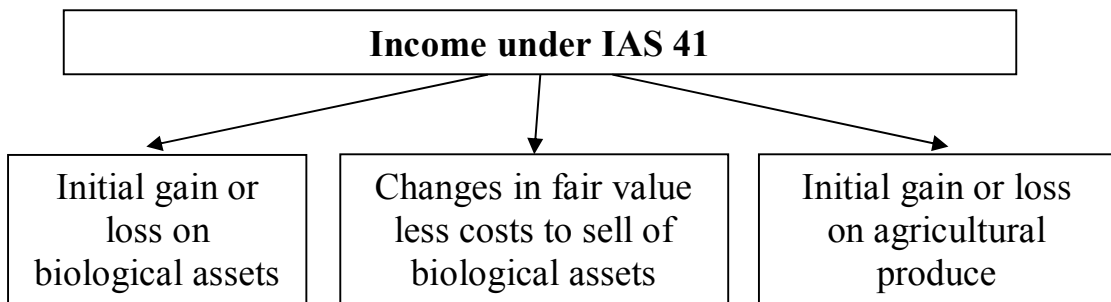 Income under IAS 41
Initial gain or
loss on
biological assets
Changes in fair value
less costs to sell of
biological assets
Initial gain or loss
on agricultural
produce